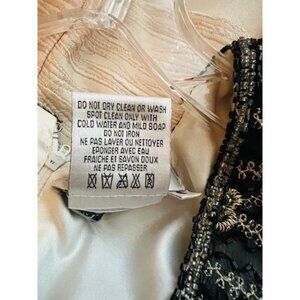 DO NOT DRY CLEAN OR WASH
SPOT CLEAN ONLY WITH
COLD WATER AND MILD SOAP
DO NOT IRON
NE PAS LAVER OU NETTOYER
EPONGER AVEC EAU
FRAICHE ET SAVON DOUX
NE PAS REPASSER